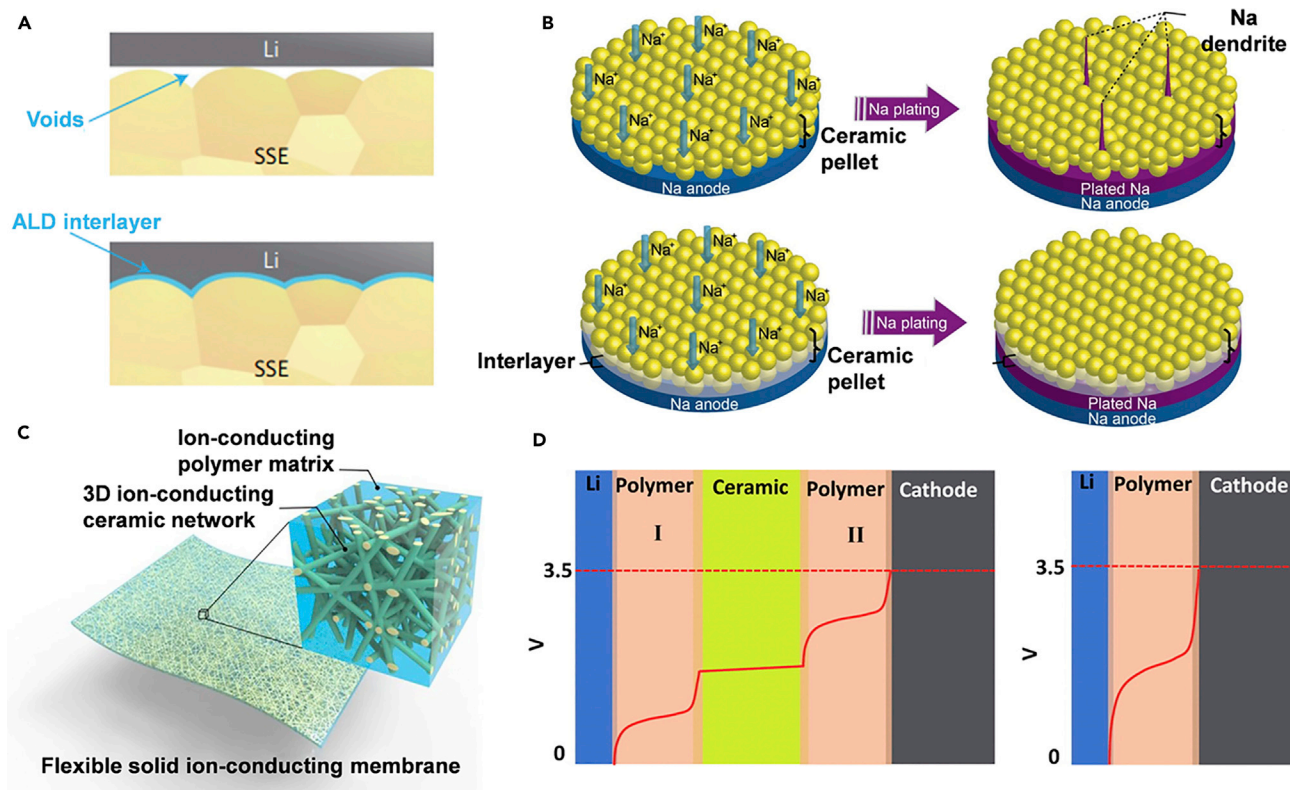 A
Li
Voids
SSE
ALD interlayer
Li
SSE
B
Na⁺
Na⁺
Na⁺
Na⁺
Na⁺
Na⁺
Na⁺
Na⁺
Na⁺
Na plating
Ceramic
pellet
Na anode
Na
dendrite
Plated Na
Na anode
Na⁺
Na⁺
Na⁺
Na⁺
Na⁺
Na⁺
Na⁺
Na⁺
Na⁺
Na plating
Interlayer
Ceramic
pellet
Na anode
Plated Na
Na anode
C
Ion-conducting
polymer matrix
3D ion-conducting
ceramic network
Flexible solid ion-conducting membrane
D
Li Polymer Ceramic Polymer Cathode
I II
3.5
V
0
Li Polymer Cathode
3.5
V
0